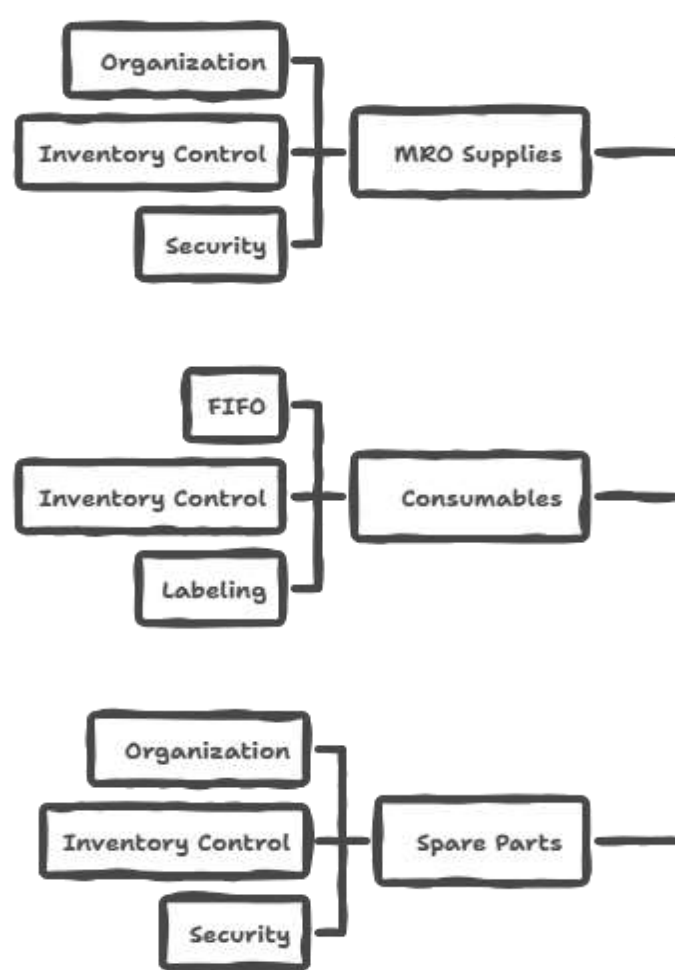 Organization
Inventory Control
MRO Supplies
Security
FIFO
Inventory Control
Consumables
Labeling
Organization
Inventory Control
Spare Parts
Security